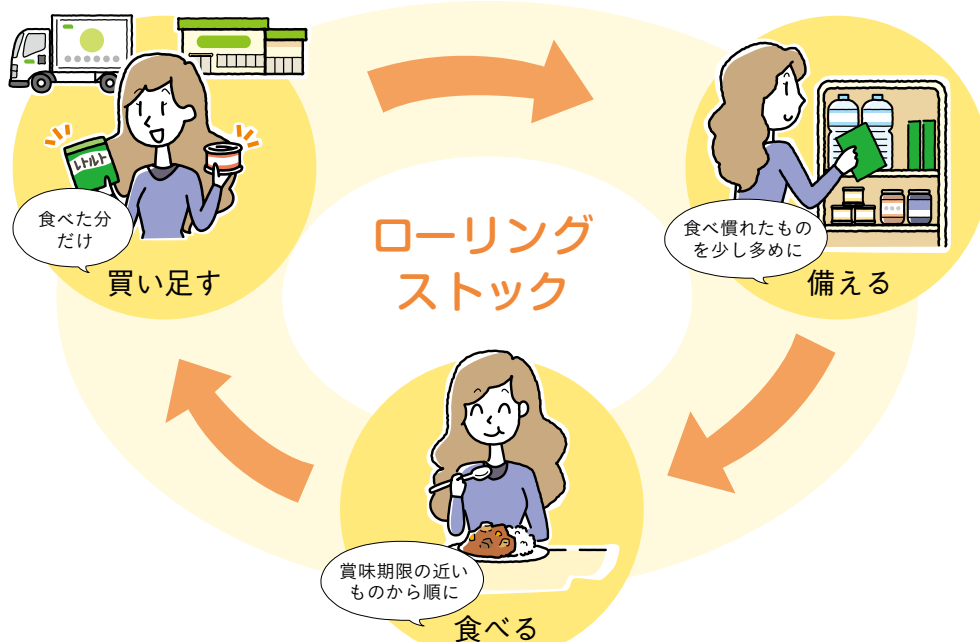 レトルト
食べた分
だけ
買い足す
ローリング
ストック
食べ慣れたもの
を少し多めに
備える
賞味期限の近い
ものから順に
食べる